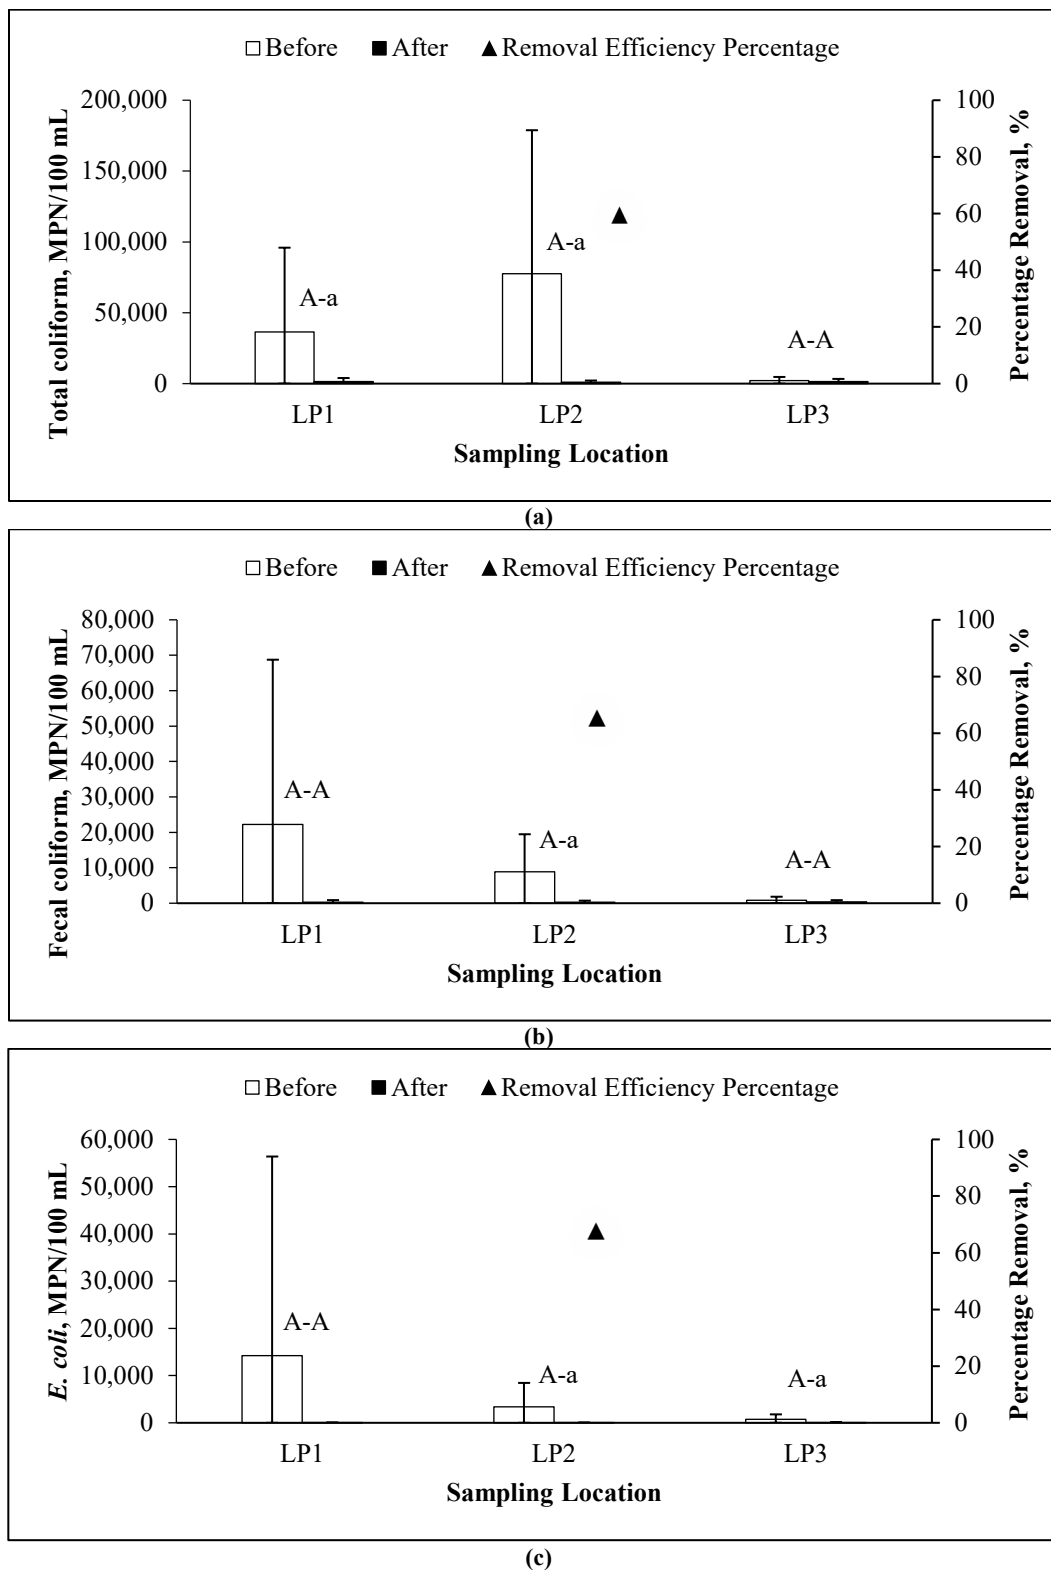 Before After Removal Efficiency Percentage
Total coliform, MPN/100 mL
200,000
150,000
100,000
50,000
0
A-a
A-a
A-A
100
80
60
40
20
0
Percentage Removal, %
LP1 LP2 LP3
Sampling Location
(a)
Before After Removal Efficiency Percentage
Fecal coliform, MPN/100 mL
80,000
70,000
60,000
50,000
40,000
30,000
20,000
10,000
0
A-A
A-a
A-A
100
80
60
40
20
0
Percentage Removal, %
LP1 LP2 LP3
Sampling Location
(b)
Before After Removal Efficiency Percentage
E. coli, MPN/100 mL
60,000
50,000
40,000
30,000
20,000
10,000
0
A-A
A-a
A-a
100
80
60
40
20
0
Percentage Removal, %
LP1 LP2 LP3
Sampling Location
(c)